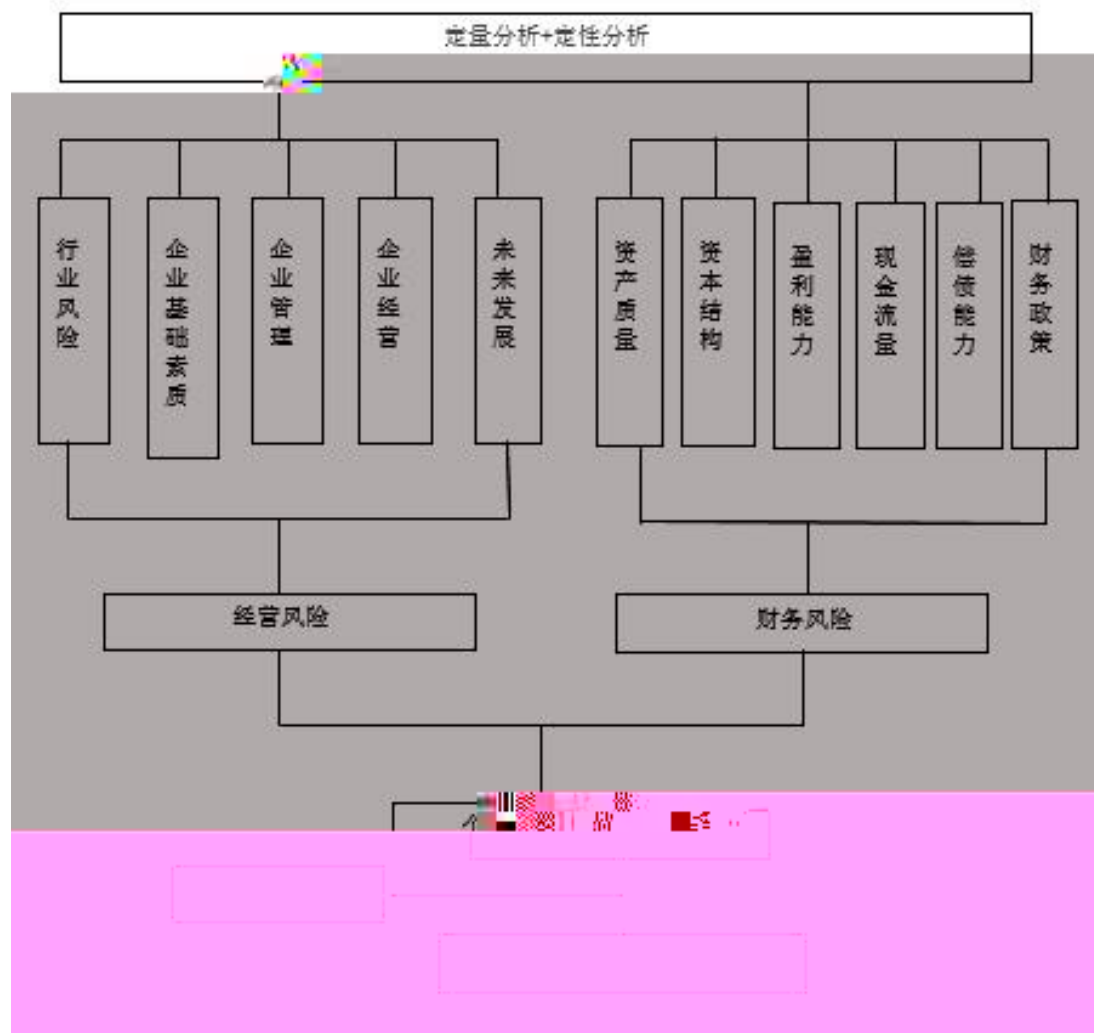 定量分析+定性分析
行业风险
企业基础素质
企业管理
企业经营
未来发展
资产质量
资本结构
盈利能力
现金流量
偿债能力
财务政策
经营风险
财务风险